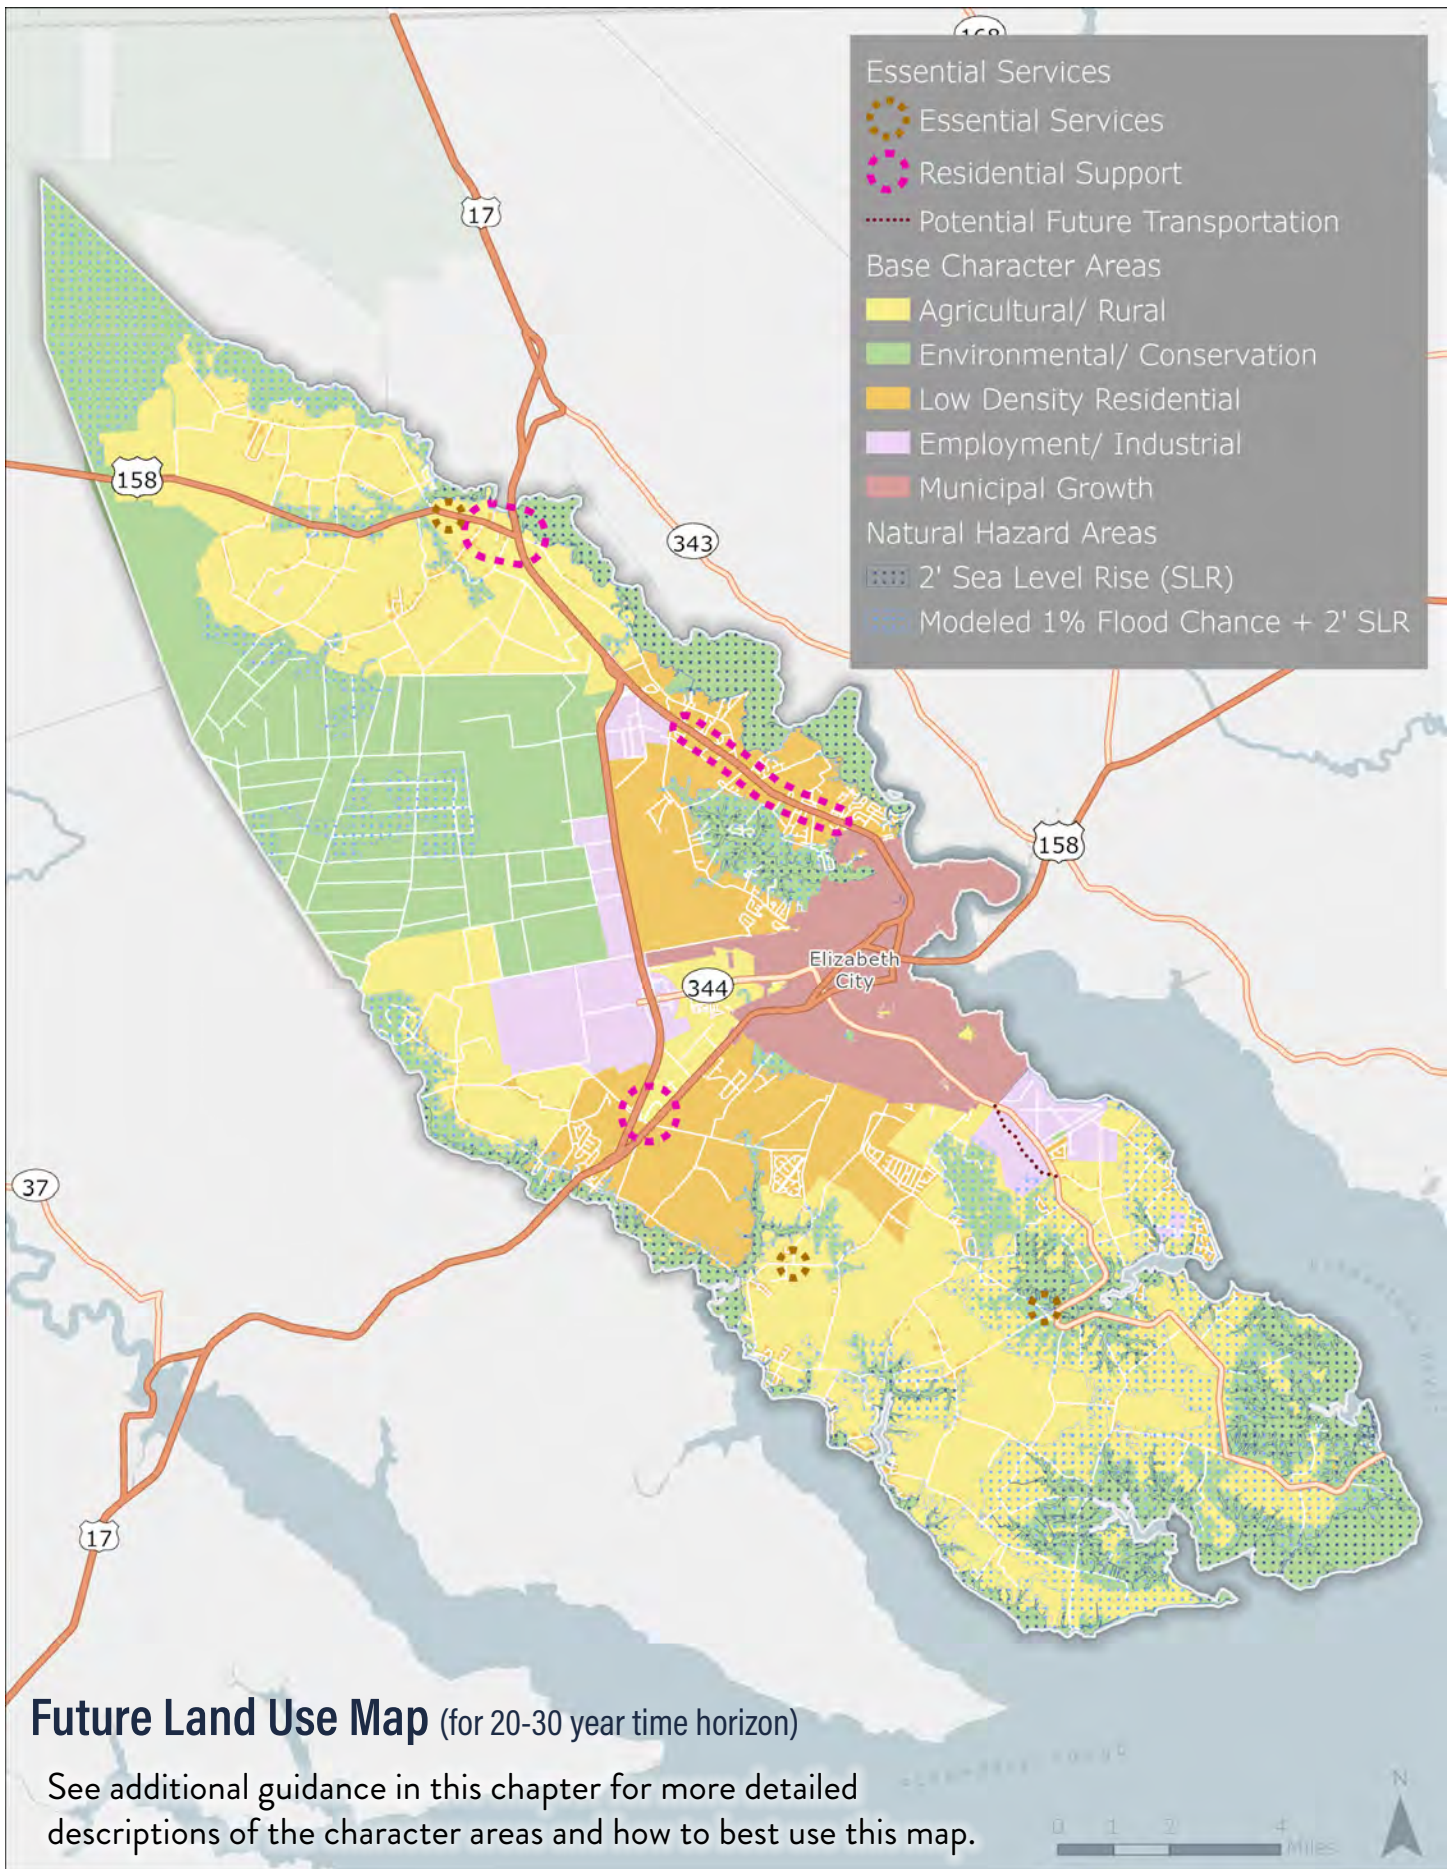 168
Essential Services
Essential Services
Residential Support
Potential Future Transportation
Base Character Areas
Agricultural/ Rural
Environmental/ Conservation
Low Density Residential
Employment/ Industrial
Municipal Growth
Natural Hazard Areas
2' Sea Level Rise (SLR)
Modeled 1% Flood Chance + 2' SLR
17
158
343
158
Elizabeth
City
344
37
17
Future Land Use Map (for 20-30 year time horizon)
See additional guidance in this chapter for more detailed
descriptions of the character areas and how to best use this map.
N
0 1 2 4
Miles